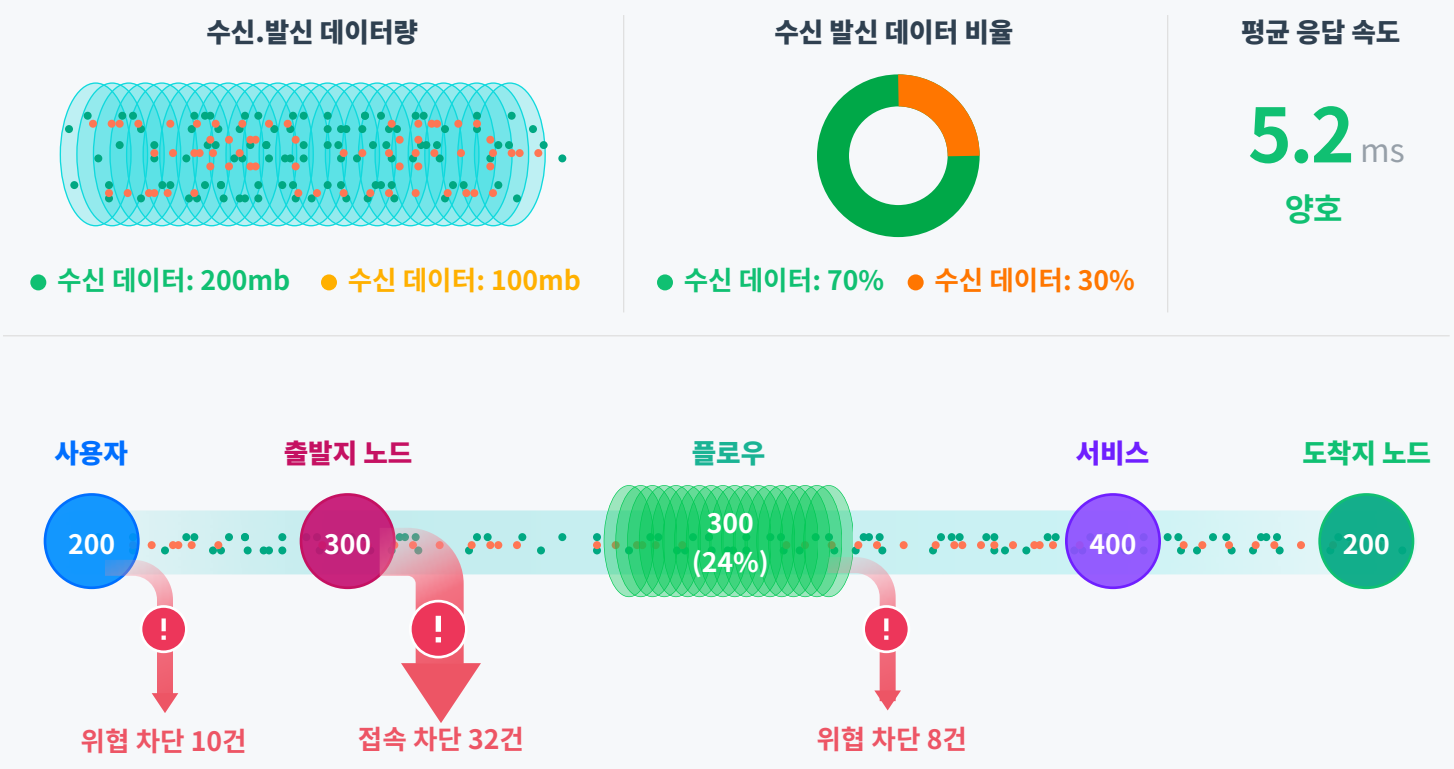 수신.발신 데이터량
수신 발신 데이터 비율
평균 응답 속도
5.2 ms
양호
수신 데이터: 200mb
수신 데이터: 100mb
수신 데이터: 70%
수신 데이터: 30%
사용자
출발지 노드
플로우
서비스
도착지 노드
200
300
300
(24%)
400
200
!
!
!
위협 차단 10건
접속 차단 32건
위협 차단 8건